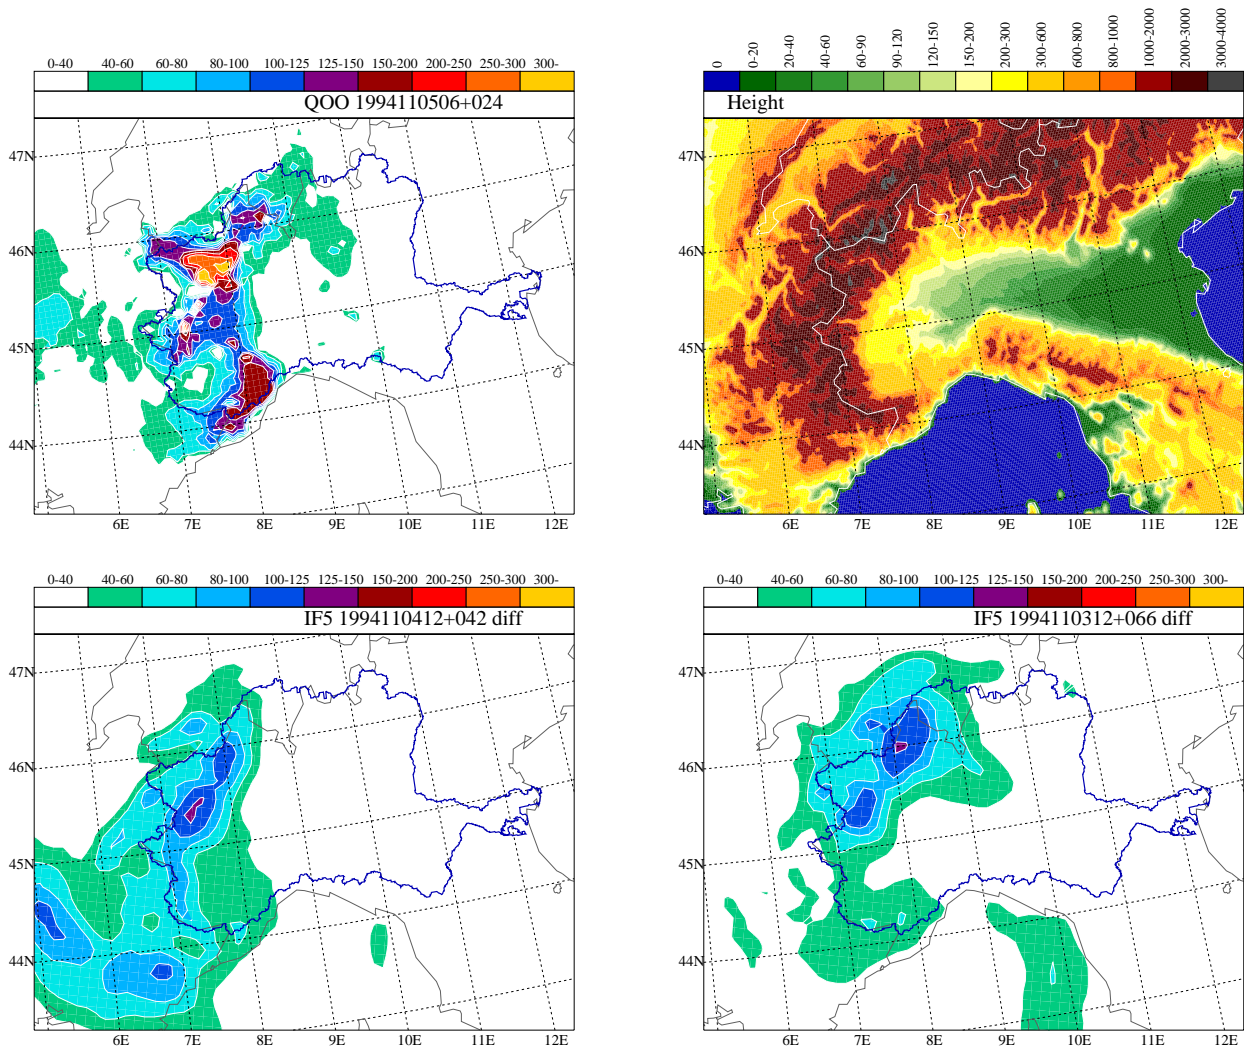 0-40 40-60 60-80 80-100 100-125 125-150 150-200 200-250 250-300 300-
QOO 1994110506+024
47N
46N
45N
44N
6E 7E 8E 9E 10E 11E 12E
0 0-20 20-40 40-60 60-90 90-120 120-150 150-200 200-300 300-600 600-800 800-1000 1000-2000 2000-3000 3000-4000
Height
47N
46N
45N
44N
6E 7E 8E 9E 10E 11E 12E
0-40 40-60 60-80 80-100 100-125 125-150 150-200 200-250 250-300 300-
IF5 1994110412+042 diff
47N
46N
45N
44N
6E 7E 8E 9E 10E 11E 12E
0-40 40-60 60-80 80-100 100-125 125-150 150-200 200-250 250-300 300-
IF5 1994110312+066 diff
47N
46N
45N
44N
6E 7E 8E 9E 10E 11E 12E